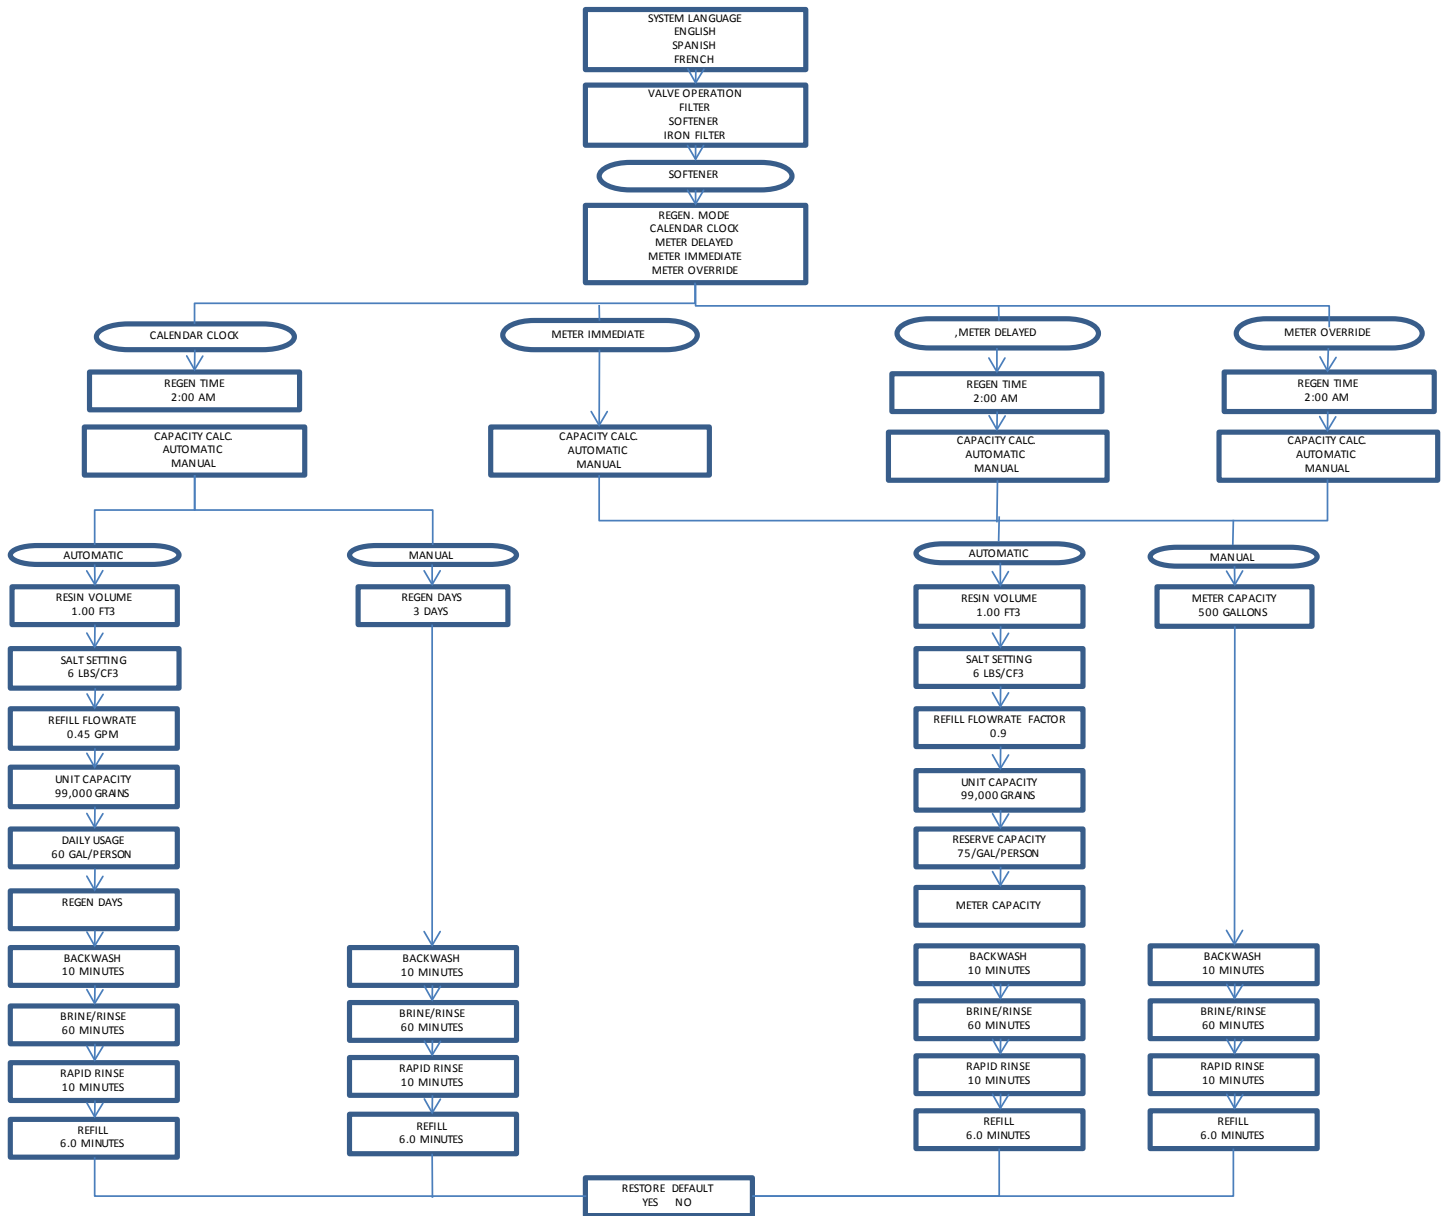 SYSTEM LANGUAGE
ENGLISH
SPANISH
FRENCH
VALVE OPERATION
FILTER
SOFTENER
IRON FILTER
SOFTENER
REGEN. MODE
CALENDAR CLOCK
METER DELAYED
METER IMMEDIATE
METER OVERRIDE
CALENDAR CLOCK
METER IMMEDIATE
,METER DELAYED
METER OVERRIDE
REGEN TIME
2:00 AM
REGEN TIME
2:00 AM
REGEN TIME
2:00 AM
CAPACITY CALC.
AUTOMATIC
MANUAL
CAPACITY CALC.
AUTOMATIC
MANUAL
CAPACITY CALC.
AUTOMATIC
MANUAL
CAPACITY CALC.
AUTOMATIC
MANUAL
AUTOMATIC
RESIN VOLUME
1.00 FT3
SALT SETTING
6 LBS/CF3
REFILL FLOWRATE
0.45 GPM
UNIT CAPACITY
99,000 GRAINS
DAILY USAGE
60 GAL/PERSON
REGEN DAYS
BACKWASH
10 MINUTES
BRINE/RINSE
60 MINUTES
RAPID RINSE
10 MINUTES
REFILL
6.0 MINUTES
MANUAL
REGEN DAYS
3 DAYS
BACKWASH
10 MINUTES
BRINE/RINSE
60 MINUTES
RAPID RINSE
10 MINUTES
REFILL
6.0 MINUTES
AUTOMATIC
RESIN VOLUME
1.00 FT3
SALT SETTING
6 LBS/CF3
REFILL FLOWRATE FACTOR
0.9
UNIT CAPACITY
99,000 GRAINS
RESERVE CAPACITY
75/GAL/PERSON
METER CAPACITY
BACKWASH
10 MINUTES
BRINE/RINSE
60 MINUTES
RAPID RINSE
10 MINUTES
REFILL
6.0 MINUTES
MANUAL
METER CAPACITY
500 GALLONS
BACKWASH
10 MINUTES
BRINE/RINSE
60 MINUTES
RAPID RINSE
10 MINUTES
REFILL
6.0 MINUTES
RESTORE DEFAULT
YES NO